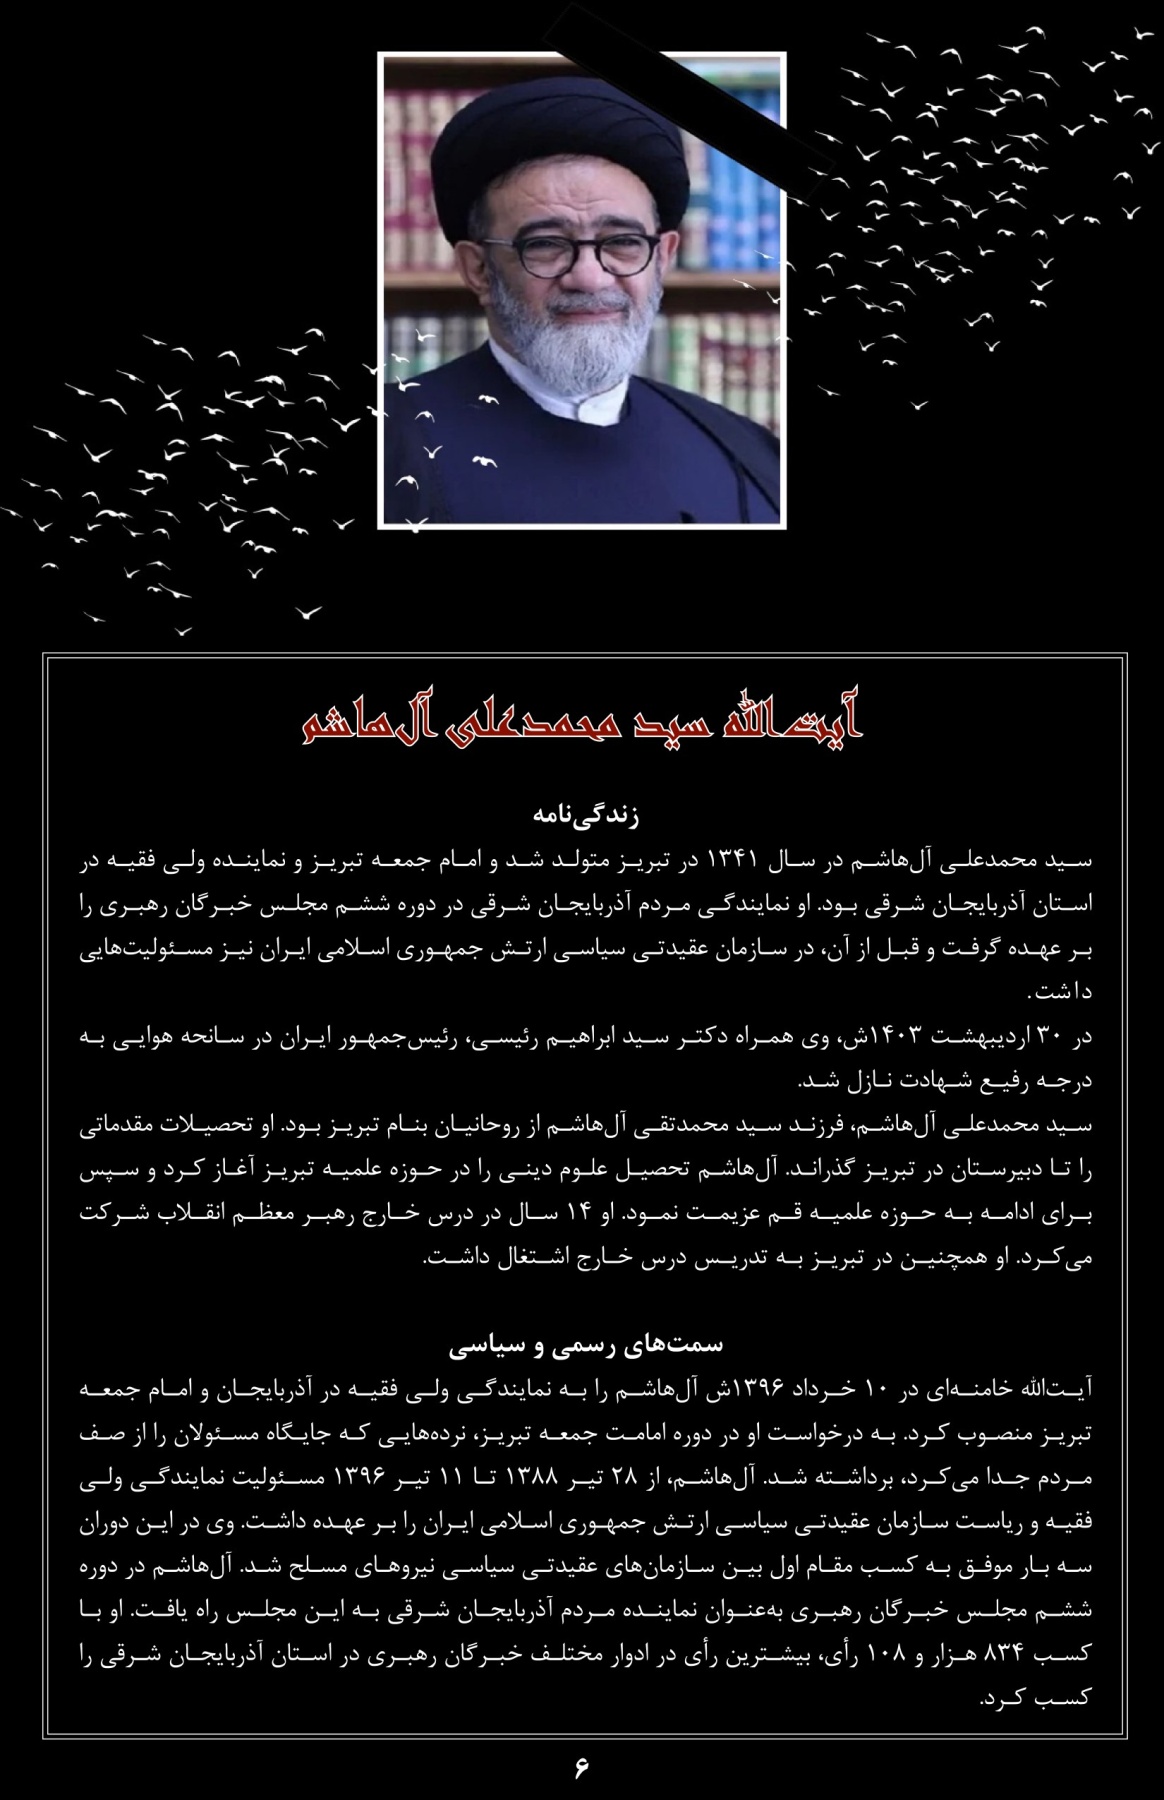 آیت‌الله سید محمدعلی آل‌هاشم
زندگی‌نامه
سید محمدعلی آل‌هاشم در سال ۱۳۴۱ در تبریز متولد شد و امام جمعه تبریز و نماینده ولی فقیه در
استان آذربایجان شرقی بود. او نمایندگی مردم آذربایجان شرقی در دوره ششم مجلس خبرگان رهبری را
بر عهده گرفت و قبل از آن، در سازمان عقیدتی سیاسی ارتش جمهوری اسلامی ایران نیز مسئولیت‌هایی
داشت.
در ۳۰ اردیبهشت ۱۴۰۳ش، وی همراه دکتر سید ابراهیم رئیسی، رئیس‌جمهور ایران در سانحه هوایی به
درجه رفیع شهادت نازل شد.
سید محمدعلی آل‌هاشم، فرزند سید محمدتقی آل‌هاشم از روحانیان بنام تبریز بود. او تحصیلات مقدماتی
را تا دبیرستان در تبریز گذراند. آل‌هاشم تحصیل علوم دینی را در حوزه علمیه تبریز آغاز کرد و سپس
برای ادامه به حوزه علمیه قم عزیمت نمود. او ۱۴ سال در درس خارج رهبر معظم انقلاب شرکت
می‌کرد. او همچنین در تبریز به تدریس درس خارج اشتغال داشت.
سمت‌های رسمی و سیاسی
آیت‌الله خامنه‌ای در ۱۰ خرداد ۱۳۹۶ش آل‌هاشم را به نمایندگی ولی فقیه در آذربایجان و امام جمعه
تبریز منصوب کرد. به درخواست او در دوره امامت جمعه تبریز، نرده‌هایی که جایگاه مسئولان را از صف
مردم جدا می‌کرد، برداشته شد. آل‌هاشم، از ۲۸ تیر ۱۳۸۸ تا ۱۱ تیر ۱۳۹۶ مسئولیت نمایندگی ولی
فقیه و ریاست سازمان عقیدتی سیاسی ارتش جمهوری اسلامی ایران را بر عهده داشت. وی در این دوران
سه بار موفق به کسب مقام اول بین سازمان‌های عقیدتی سیاسی نیروهای مسلح شد. آل‌هاشم در دوره
ششم مجلس خبرگان رهبری به‌عنوان نماینده مردم آذربایجان شرقی به این مجلس راه یافت. او با
کسب ۸۳۴ هزار و ۱۰۸ رأی، بیشترین رأی در ادوار مختلف خبرگان رهبری در استان آذربایجان شرقی را
کسب کرد.
۶